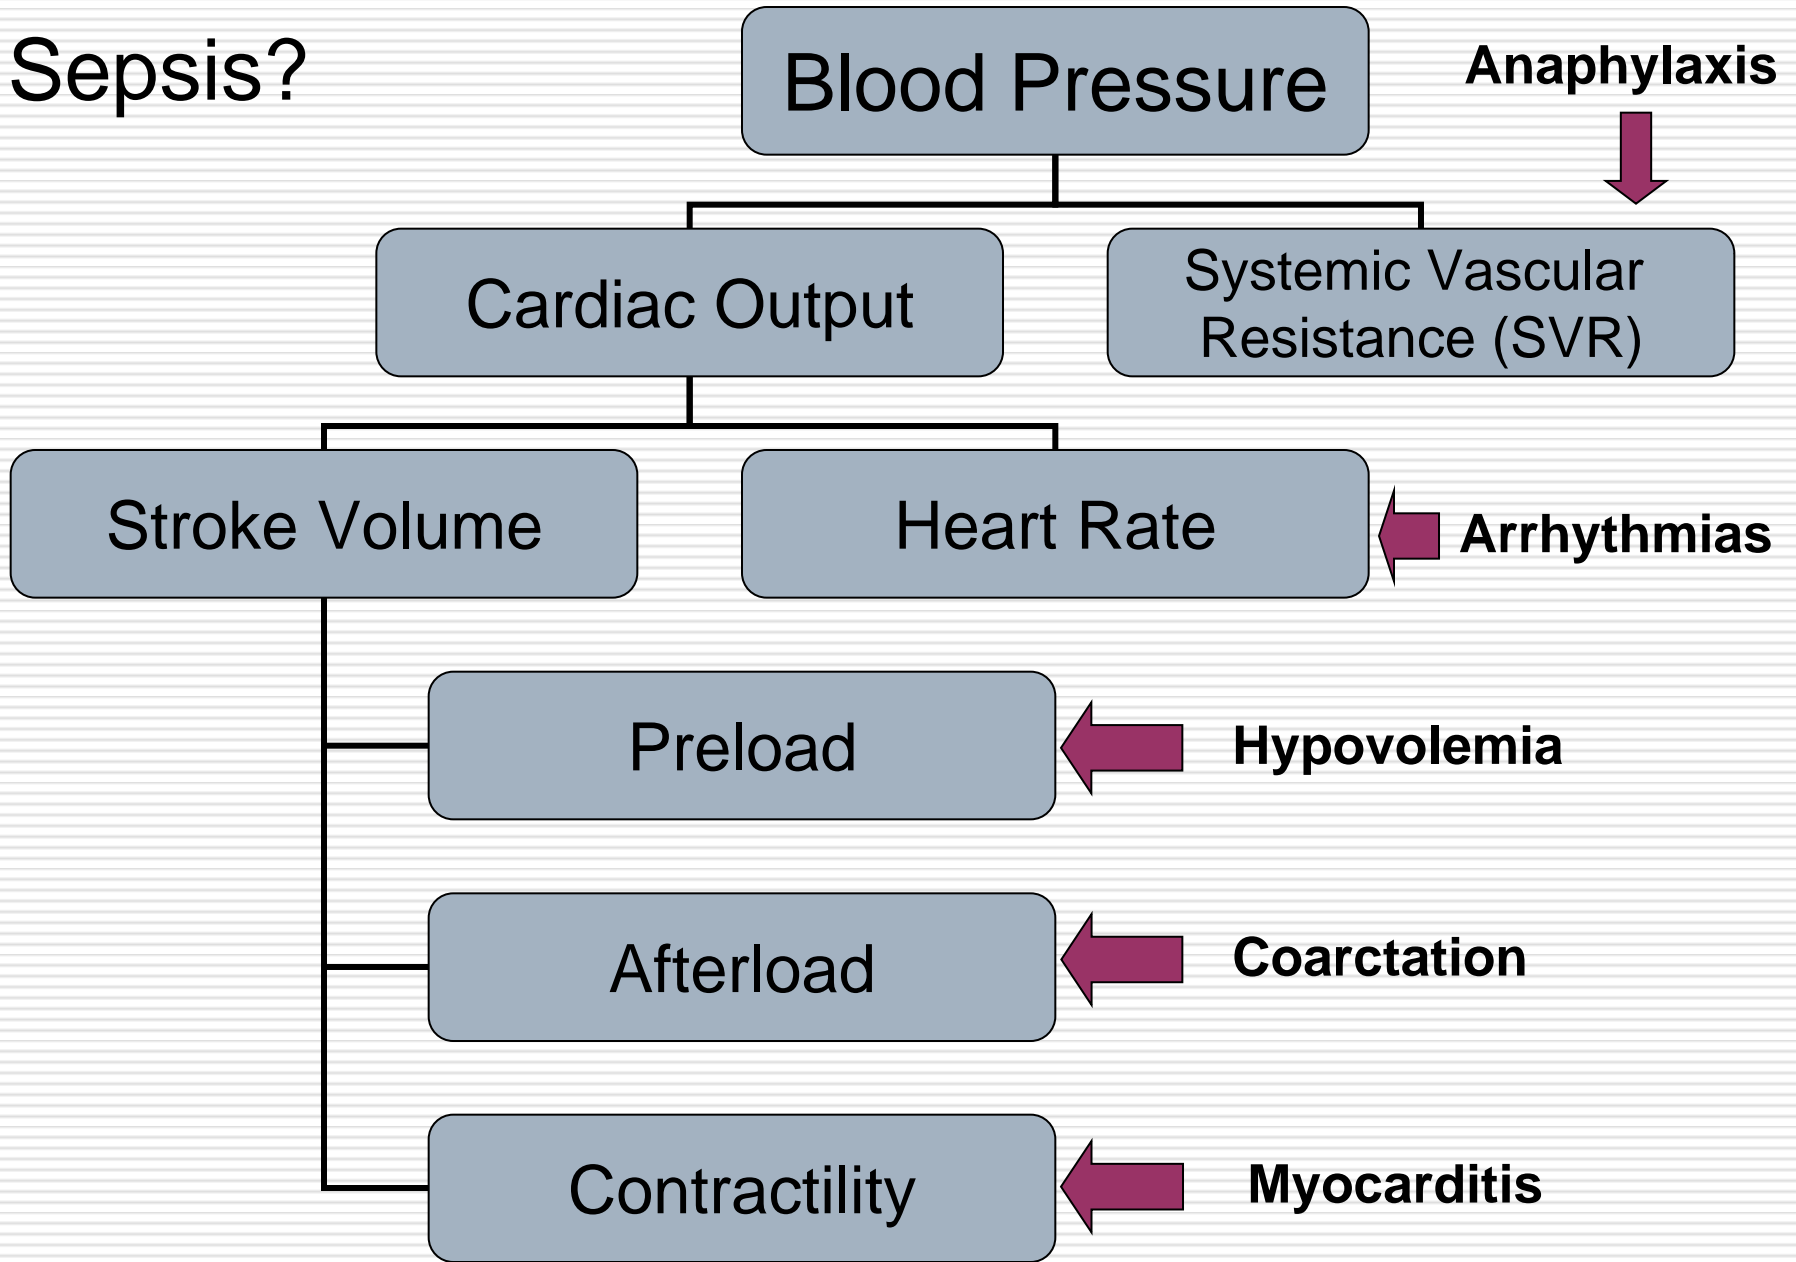 Sepsis?
Blood Pressure
Anaphylaxis
Cardiac Output
Systemic Vascular
Resistance (SVR)
Stroke Volume
Heart Rate
Arrhythmias
Preload
Hypovolemia
Afterload
Coarctation
Contractility
Myocarditis